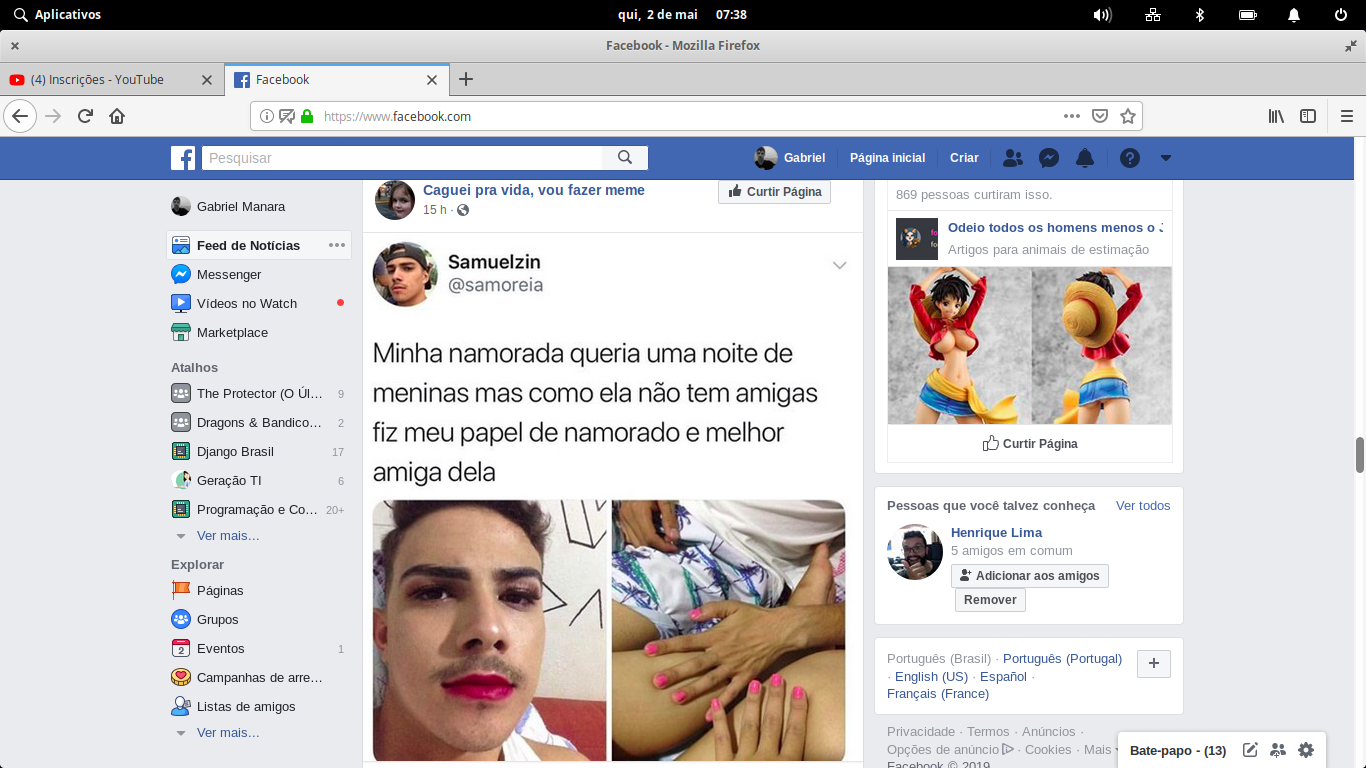 Aplicativos
qui, 2 de mai 07:38
Facebook - Mozilla Firefox
(4) Inscrições - YouTube
Facebook
https://www.facebook.com
Pesquisar
Gabriel
Página inicial
Criar
Gabriel Manara
Feed de Notícias
Messenger
Vídeos no Watch
Marketplace
Atalhos
The Protector (O Úl... 9
Dragons & Bandico... 2
Django Brasil 17
Geração TI 6
Programação e Co... 20+
Ver mais...
Explorar
Páginas
Grupos
Eventos 1
Campanhas de arre...
Listas de amigos
Ver mais...
Caguei pra vida, vou fazer meme
15 h ·
Curtir Página
Samuelzin
@samoreia
Minha namorada queria uma noite de
meninas mas como ela não tem amigas
fiz meu papel de namorado e melhor
amiga dela
869 pessoas curtiram isso.
Odeio todos os homens menos o J
Artigos para animais de estimação
Curtir Página
Pessoas que você talvez conheça Ver todos
Henrique Lima
5 amigos em comum
Adicionar aos amigos
Remover
Português (Brasil) · Português (Portugal)
· English (US) · Español ·
Français (France)
Privacidade · Termos · Anúncios ·
Opções de anúncio · Cookies · Mais
Facebook © 2019
Bate-papo - (13)